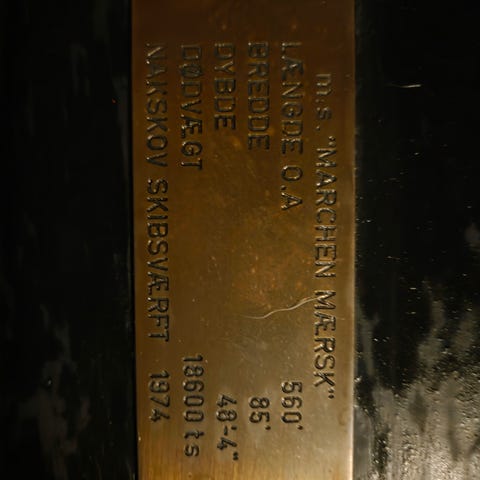 m.s. "MARCHEN MÆRSK"
LÆNGDE O.A 560'
BREDDE 85'
DYBDE 48'-4"
DØDVÆGT 18600 ts
NAKSKOV SKIBSVÆRFT 1974